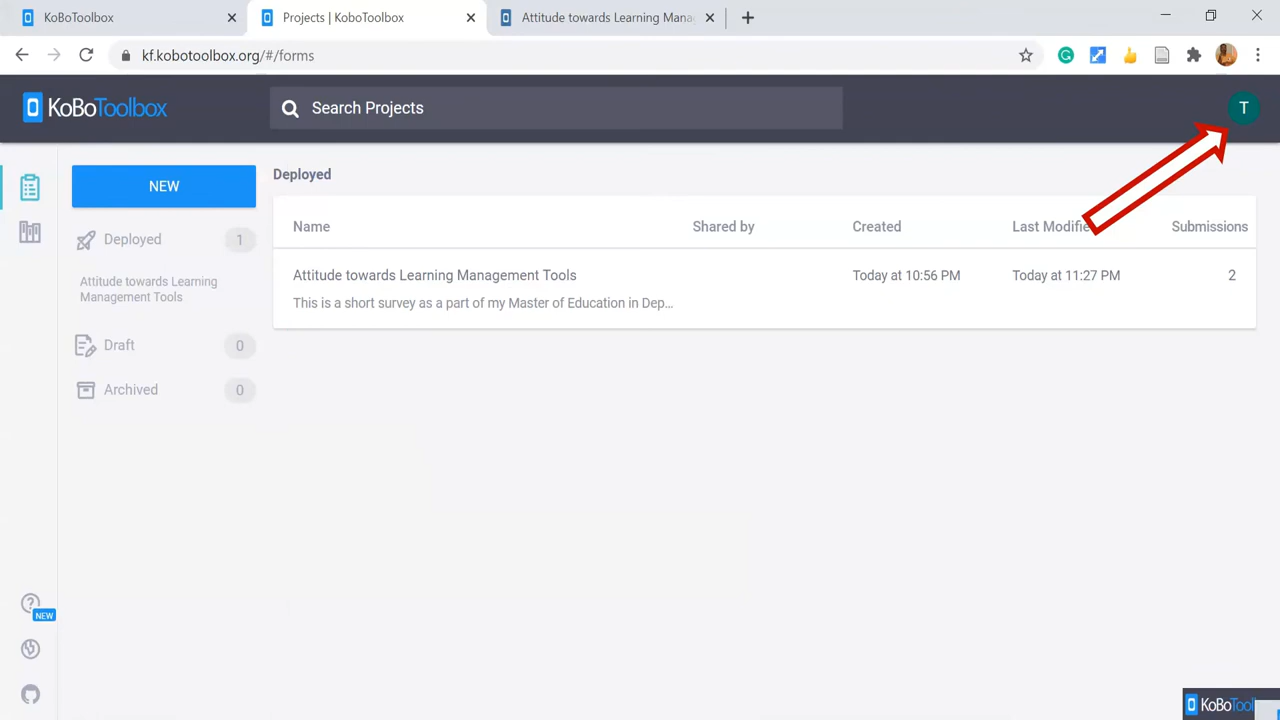 KoBoToolbox
Projects | KoboToolbox
Attitude towards Learning Mana
kf.kobotoolbox.org/#/forms
KoBoToolbox
Search Projects
T
NEW
Deployed
Deployed 1
Name Shared by Created Last Modifie Submissions
Attitude towards Learning
Management Tools
Attitude towards Learning Management Tools Today at 10:56 PM Today at 11:27 PM 2
This is a short survey as a part of my Master of Education in Dep...
Draft 0
Archived 0
NEW
KoBoTool